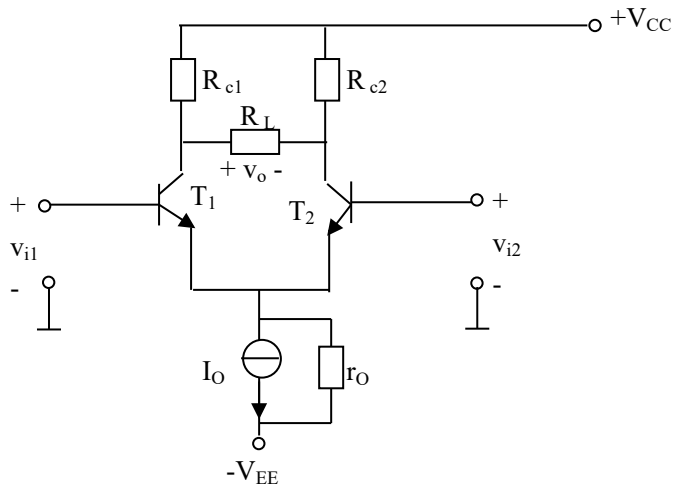 +V_CC
R_c1
R_c2
R_L
+ v_o -
T_1
T_2
+
v_i1
-
+
v_i2
-
I_O
r_O
-V_EE